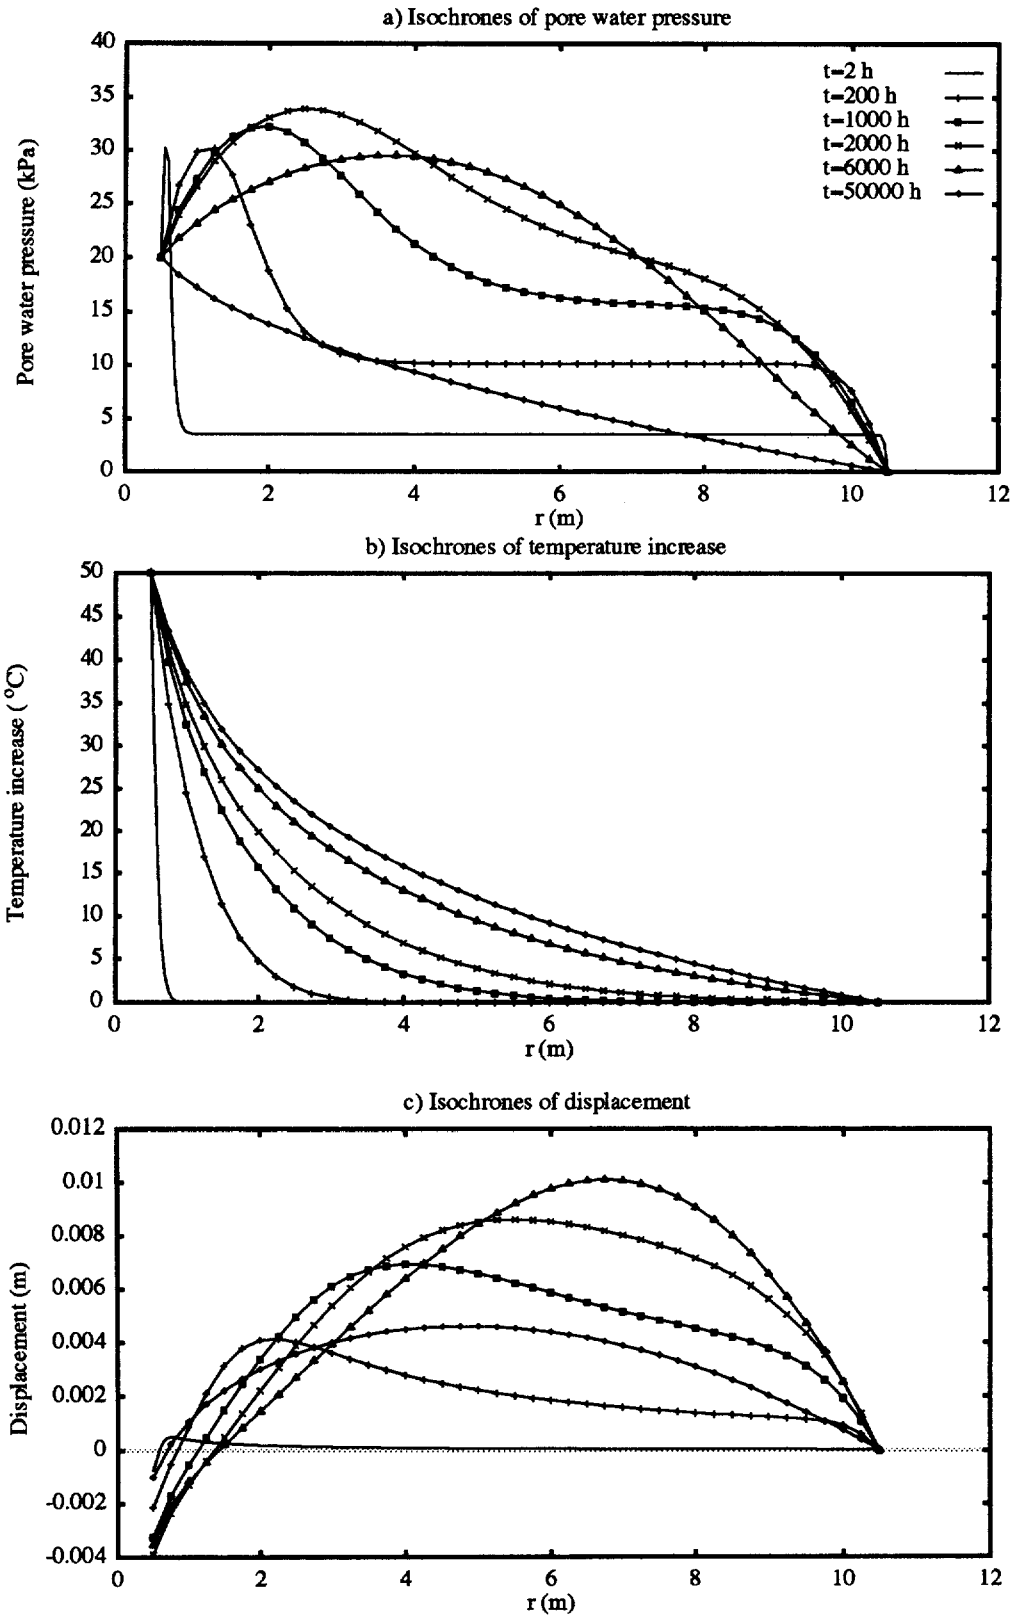 a) Isochrones of pore water pressure
40
35
30
25
20
15
10
5
0
Pore water pressure (kPa)
t=2 h
t=200 h
t=1000 h
t=2000 h
t=6000 h
t=50000 h
0 2 4 6 8 10 12
r (m)
b) Isochrones of temperature increase
50
45
40
35
30
25
20
15
10
5
0
Temperature increase ( °C)
0 2 4 6 8 10 12
r (m)
c) Isochrones of displacement
0.012
0.01
0.008
0.006
0.004
0.002
0
-0.002
-0.004
Displacement (m)
0 2 4 6 8 10 12
r (m)